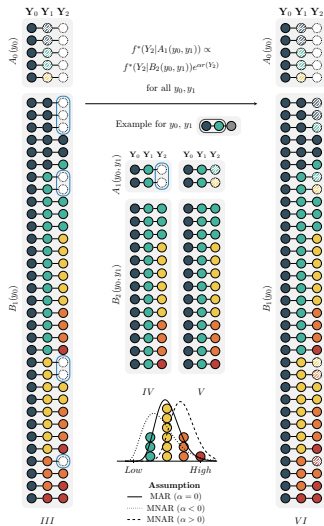 Y₀ Y₁ Y₂
A₀(y₀)
B₁(y₀)
III
f*(Y₂|A₁(y₀, y₁)) ∝
f*(Y₂|B₂(y₀, y₁))e^{αr(Y₂)}
for all y₀, y₁
Example for y₀, y₁
Y₀ Y₁ Y₂ Y₀ Y₁ Y₂
A₁(y₀, y₁)
B₂(y₀, y₁)
IV V
Low High
Assumption
MAR (α = 0)
MNAR (α < 0)
MNAR (α > 0)
Y₀ Y₁ Y₂
A₀(y₀)
B₁(y₀)
VI